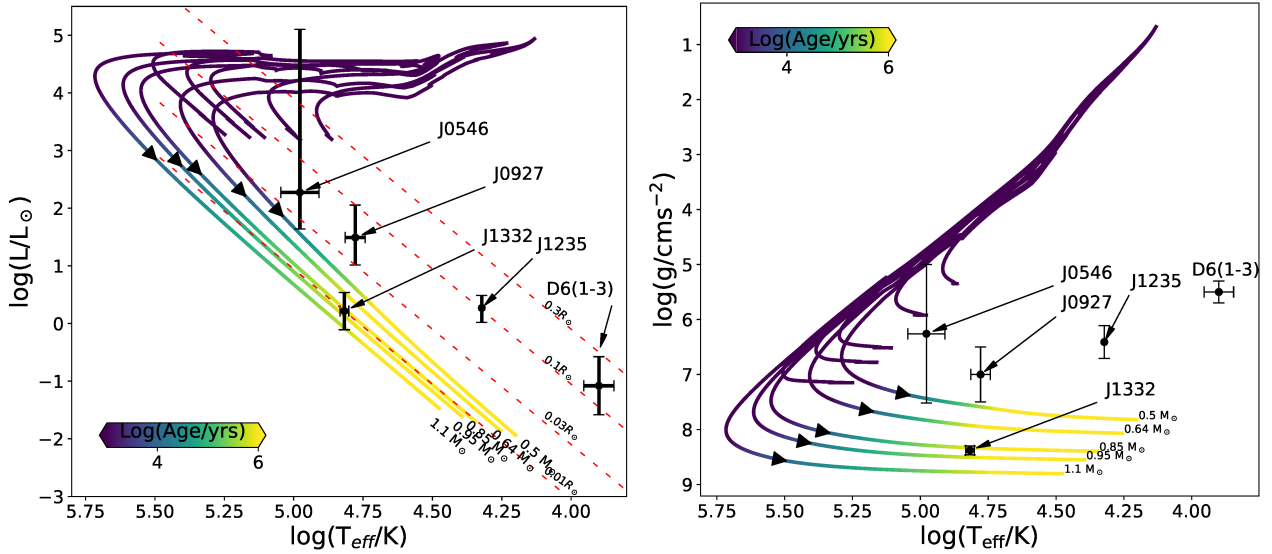 5
4
3
2
1
0
−1
−2
−3
log(L/L⊙)
5.75
5.50
5.25
5.00
4.75
4.50
4.25
4.00
log(Teff/K)
Log(Age/yrs)
4
6
J0546
J0927
J1332
J1235
D6(1-3)
0.3R⊙
0.1R⊙
0.03R⊙
0.01R⊙
1.1 M⊙
0.95 M⊙
0.85 M⊙
0.64 M⊙
0.5 M⊙
1
2
3
4
5
6
7
8
9
log(g/cms−2)
5.75
5.50
5.25
5.00
4.75
4.50
4.25
4.00
log(Teff/K)
Log(Age/yrs)
4
6
D6(1-3)
J0546
J1235
J0927
J1332
0.5 M⊙
0.64 M⊙
0.85 M⊙
0.95 M⊙
1.1 M⊙